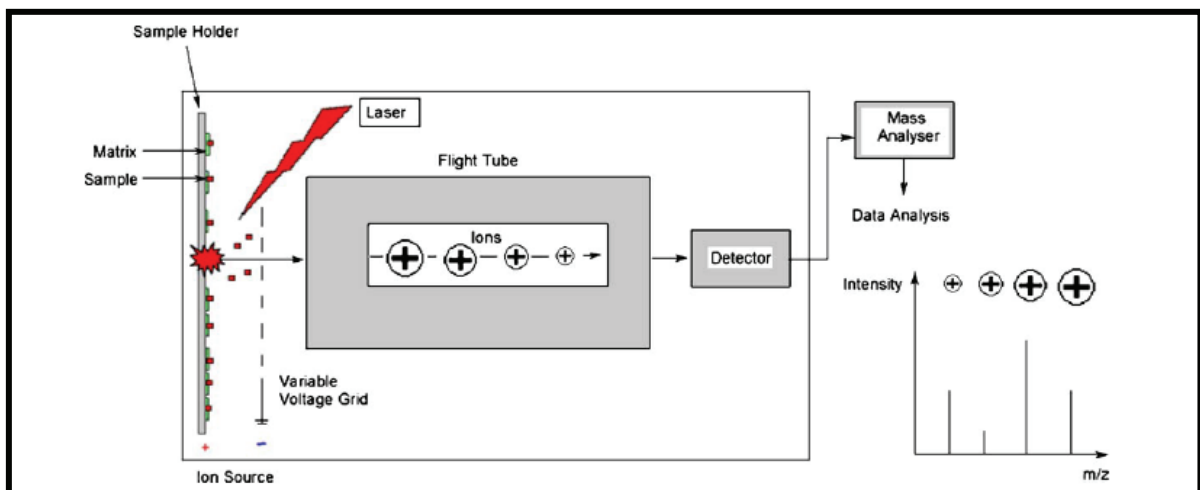 Sample Holder
Laser
Matrix
Sample
Flight Tube
Ions
Detector
Mass
Analyser
Data Analysis
Intensity
m/z
Variable
Voltage Grid
+
-
Ion Source